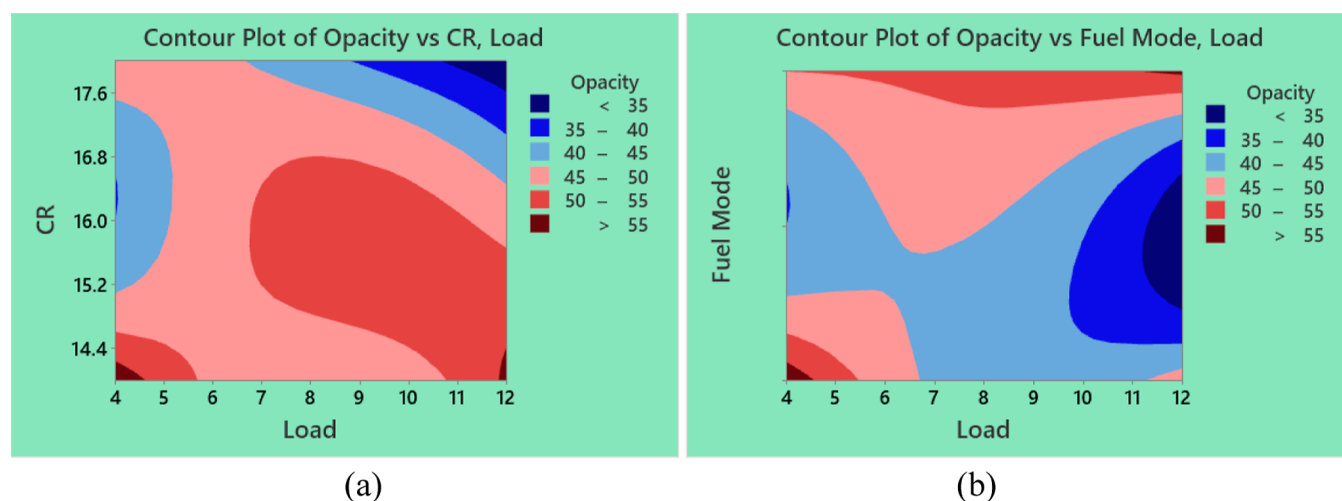 Contour Plot of Opacity vs CR, Load
Opacity
< 35
35 – 40
40 – 45
45 – 50
50 – 55
> 55
17.6
16.8
16.0
15.2
14.4
CR
4 5 6 7 8 9 10 11 12
Load
(a)
Contour Plot of Opacity vs Fuel Mode, Load
Opacity
< 35
35 – 40
40 – 45
45 – 50
50 – 55
> 55
Fuel Mode
4 5 6 7 8 9 10 11 12
Load
(b)